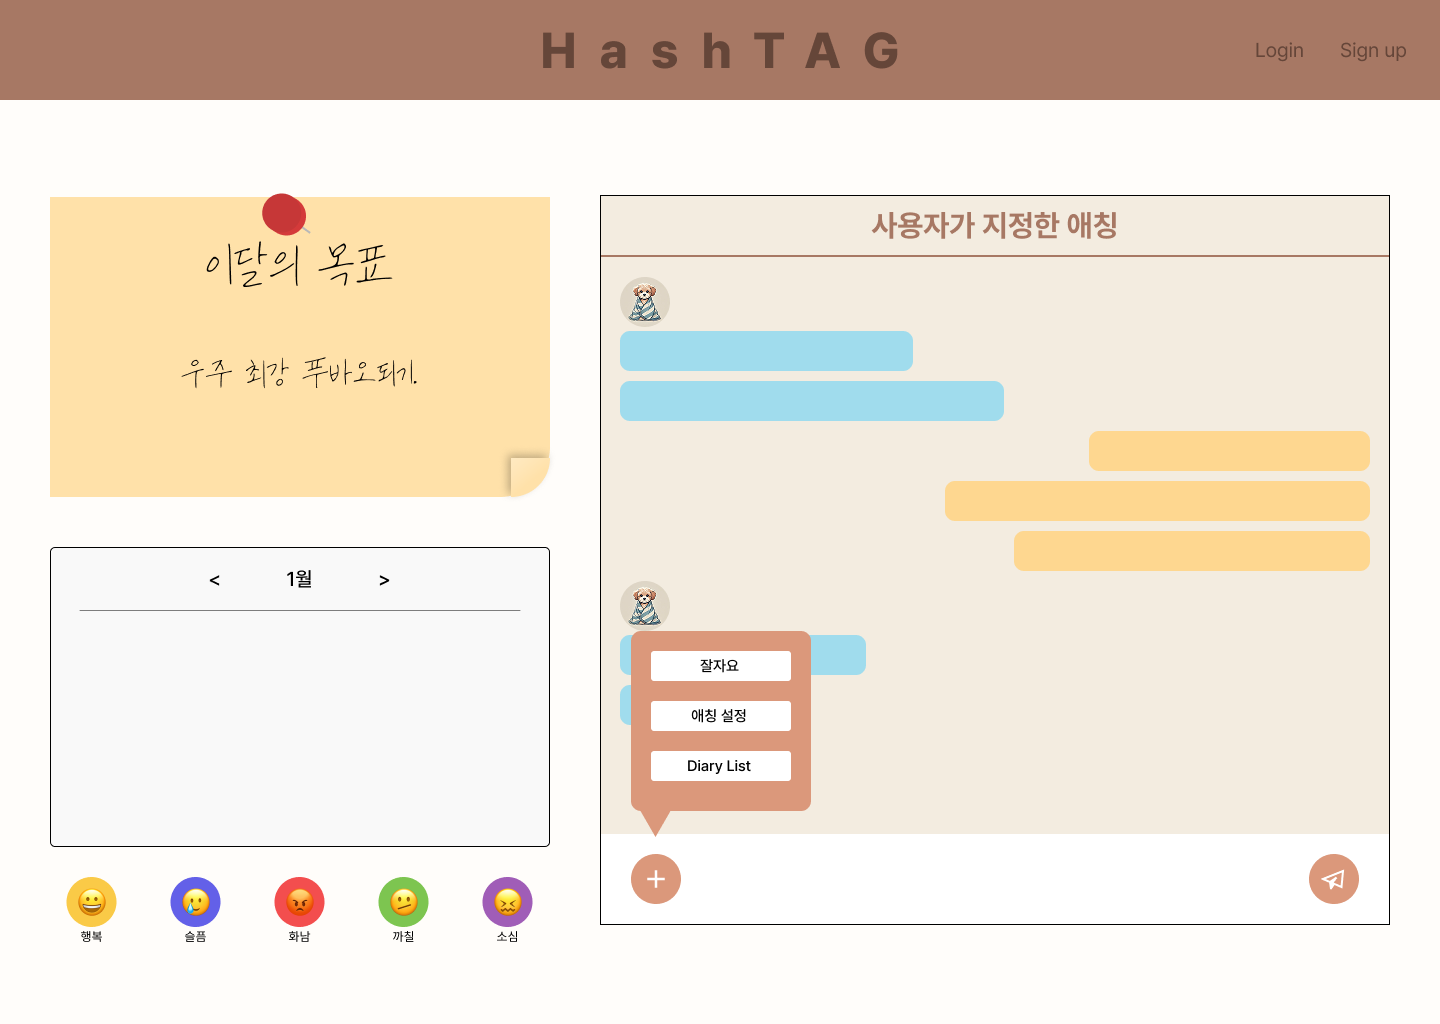 HashTAG
Login
Sign up
이달의 목표
우주 최강 푸바오되기.
< 1월 >
행복
슬픔
화남
까칠
소심
사용자가 지정한 애칭
잘자요
애칭 설정
Diary List